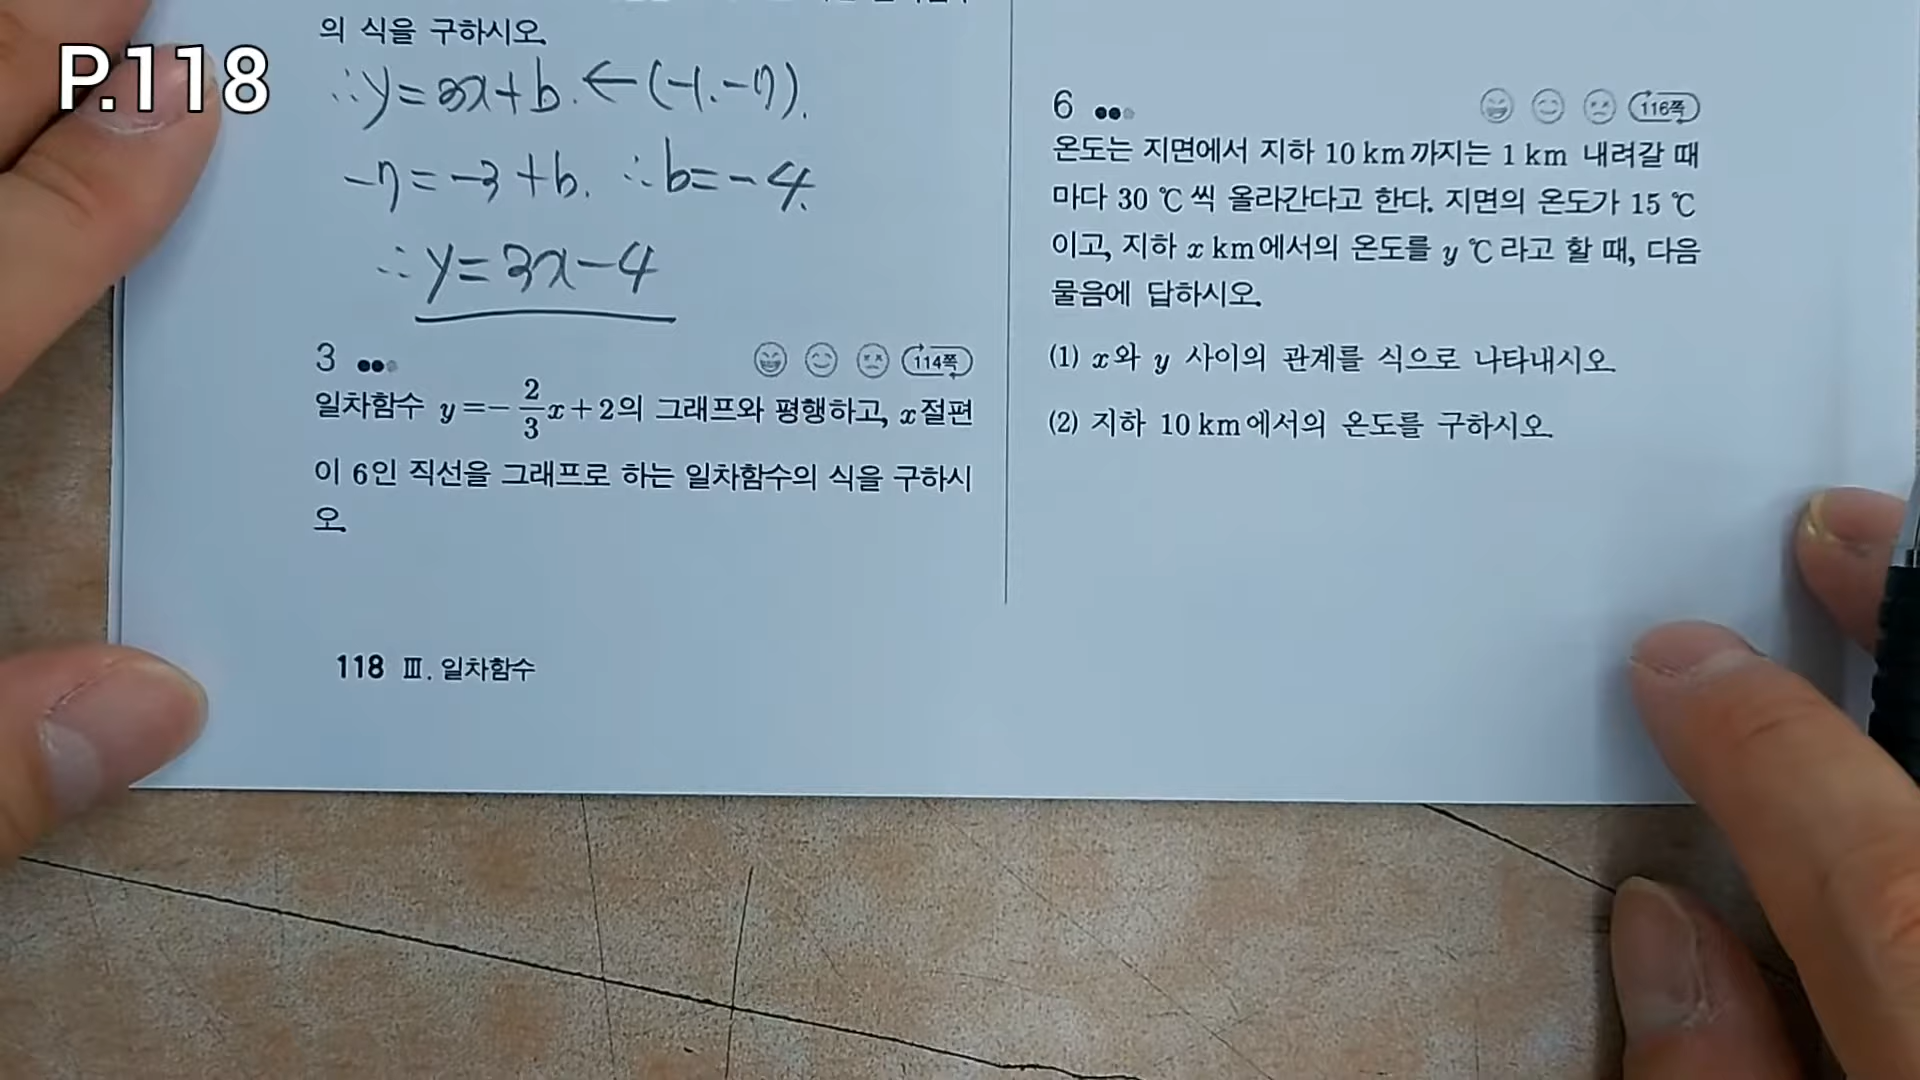 P.118
의 식을 구하시오.
∴y=3x+b. ←(-1.-7).
-7=-3+b. ∴b=-4.
∴y=3x-4
3 114쪽
일차함수 y=-2/3x+2의 그래프와 평행하고, x절편
이 6인 직선을 그래프로 하는 일차함수의 식을 구하시
오.
118 Ⅲ. 일차함수
6 116쪽
온도는 지면에서 지하 10 km까지는 1 km 내려갈 때
마다 30 ℃씩 올라간다고 한다. 지면의 온도가 15 ℃
이고, 지하 x km에서의 온도를 y ℃라고 할 때, 다음
물음에 답하시오.
(1) x와 y 사이의 관계를 식으로 나타내시오.
(2) 지하 10 km에서의 온도를 구하시오.